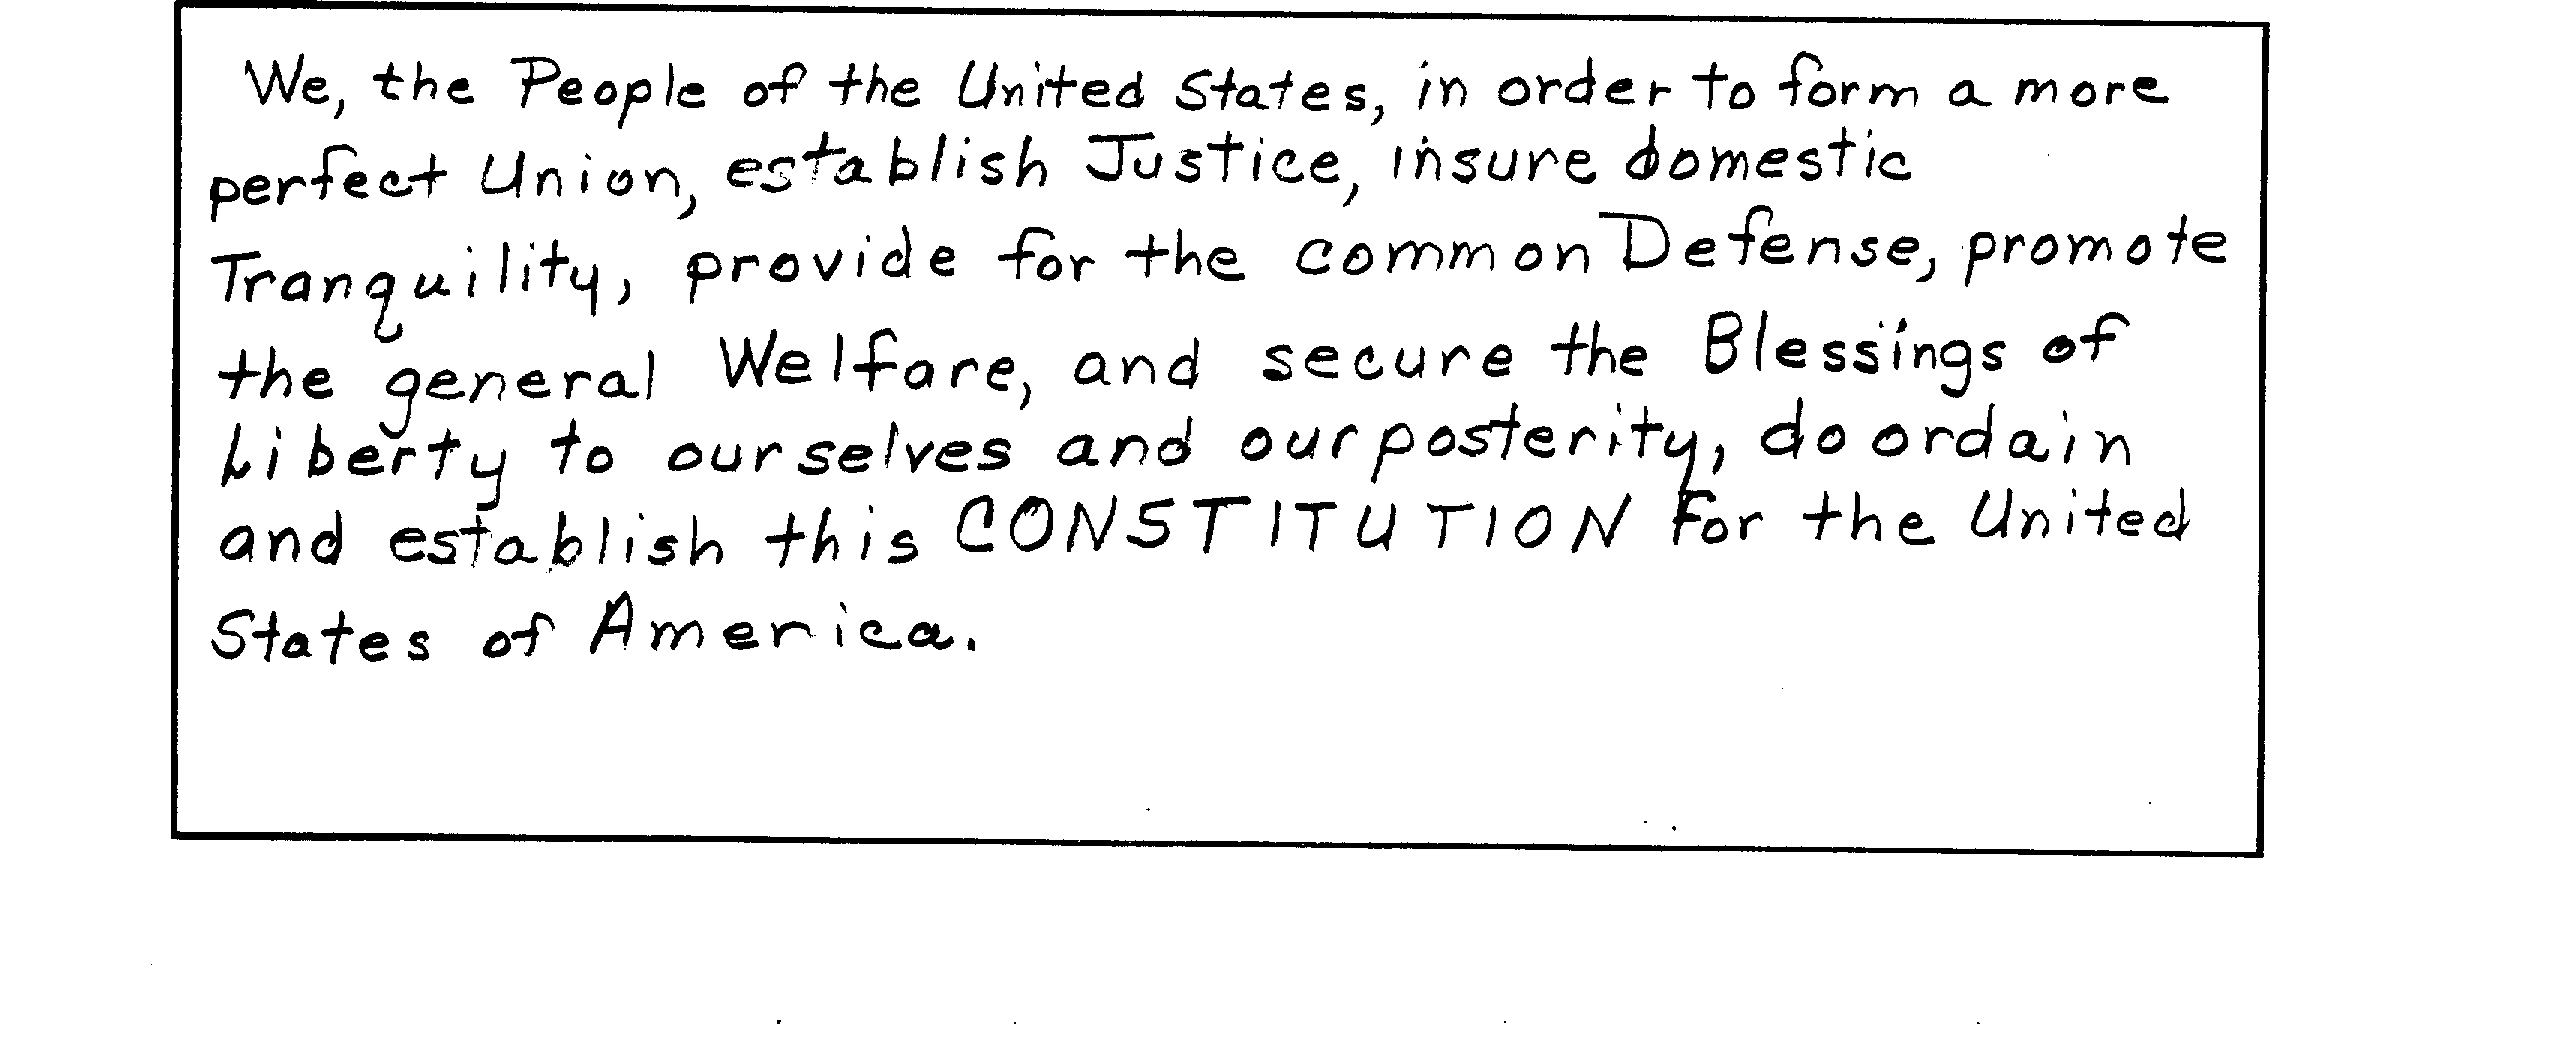 We, the People of the United States, in order to form a more
perfect Union, establish Justice, insure domestic
Tranquility, provide for the common Defense, promote
the general Welfare, and secure the Blessings of
Liberty to ourselves and our posterity, do ordain
and establish this CONSTITUTION for the United
States of America.